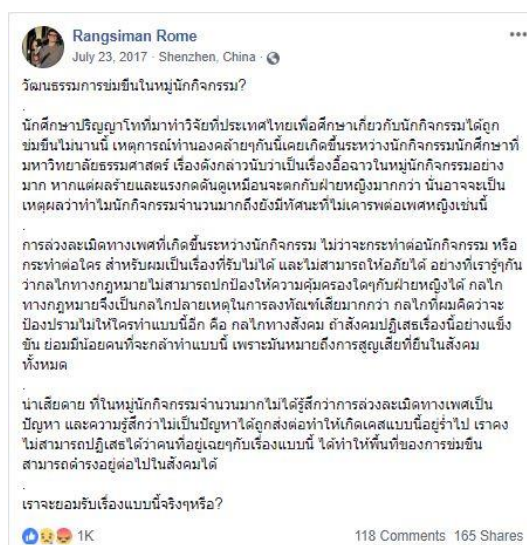 Rangsiman Rome
July 23, 2017 · Shenzhen, China ·
วัฒนธรรมการข่มขืนในหมู่นักกิจกรรม?
.
นักศึกษาปริญญาโทที่มาทำวิจัยที่ประเทศไทยเพื่อศึกษาเกี่ยวกับนักกิจกรรมได้ถูก
ข่มขืนไม่นานนี้ เหตุการณ์ทำนองคล้ายๆกันนี้เคยเกิดขึ้นระหว่างนักกิจกรรมนักศึกษาที่
มหาวิทยาลัยธรรมศาสตร์ เรื่องดังกล่าวนับว่าเป็นเรื่องอื้อฉาวในหมู่นักกิจกรรมอย่าง
มาก หากแต่ผลร้ายและแรงกดดันดูเหมือนจะตกกับฝ่ายหญิงมากกว่า นั่นอาจจะเป็น
เหตุผลว่าทำไมนักกิจกรรมจำนวนมากถึงยังมีทัศนะที่ไม่เคารพต่อเพศหญิงเช่นนี้
.
การล่วงละเมิดทางเพศที่เกิดขึ้นระหว่างนักกิจกรรม ไม่ว่าจะกระทำต่อนักกิจกรรม หรือ
กระทำต่อใคร สำหรับผมเป็นเรื่องที่รับไม่ได้ และไม่สามารถให้อภัยได้ อย่างที่เรารู้ๆกัน
ว่ากลไกทางกฎหมายไม่สามารถปกป้องให้ความคุ้มครองใดๆกับฝ่ายหญิงได้ กลไก
ทางกฎหมายจึงเป็นกลไกปลายเหตุในการลงทัณฑ์เสียมากกว่า กลไกที่ผมคิดว่าจะ
ป้องปรามไม่ให้ใครทำแบบนี้อีก คือ กลไกทางสังคม ถ้าสังคมปฏิเสธเรื่องนี้อย่างแข็ง
ขัน ย่อมมีน้อยคนที่จะกล้าทำแบบนี้ เพราะมันหมายถึงการสูญเสียที่ยืนในสังคม
ทั้งหมด
.
น่าเสียดาย ที่ในหมู่นักกิจกรรมจำนวนมากไม่ได้รู้สึกว่าการล่วงละเมิดทางเพศเป็น
ปัญหา และความรู้สึกว่าไม่เป็นปัญหาได้ถูกส่งต่อทำให้เกิดเคสแบบนี้อยู่ร่ำไป เราคง
ไม่สามารถปฏิเสธได้ว่าคนที่อยู่เฉยๆกับเรื่องแบบนี้ ได้ทำให้พื้นที่ของการข่มขืน
สามารถดำรงอยู่ต่อไปในสังคมได้
.
เราจะยอมรับเรื่องแบบนี้จริงๆหรือ?
1K
118 Comments 165 Shares